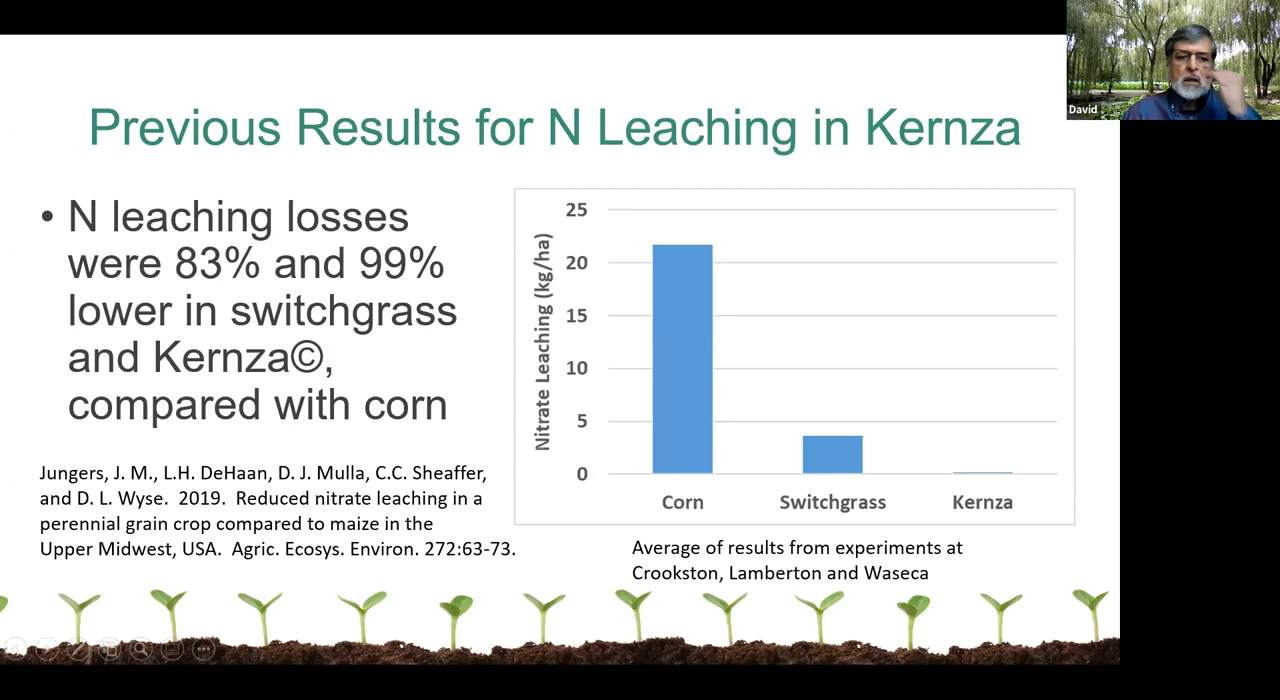 David
Previous Results for N Leaching in Kernza
• N leaching losses
were 83% and 99%
lower in switchgrass
and Kernza©,
compared with corn
Jungers, J. M., L.H. DeHaan, D. J. Mulla, C.C. Sheaffer,
and D. L. Wyse. 2019. Reduced nitrate leaching in a
perennial grain crop compared to maize in the
Upper Midwest, USA. Agric. Ecosys. Environ. 272:63-73.
Nitrate Leaching (kg/ha)
25
20
15
10
5
0
Corn Switchgrass Kernza
Average of results from experiments at
Crookston, Lamberton and Waseca